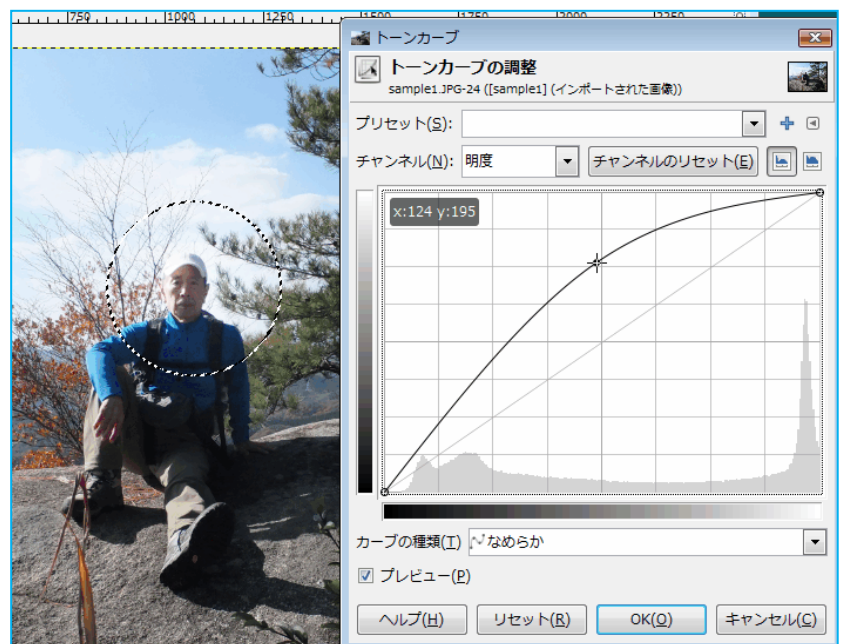 750 1000 1250 1500 1750 2000 2250
トーンカーブ
トーンカーブの調整
sample1.JPG-24 ([sample1] (インポートされた画像))
プリセット(S):
チャンネル(N): 明度 チャンネルのリセット(E)
x:124 y:195
カーブの種類(T) なめらか
プレビュー(P)
ヘルプ(H) リセット(R) OK(O) キャンセル(C)